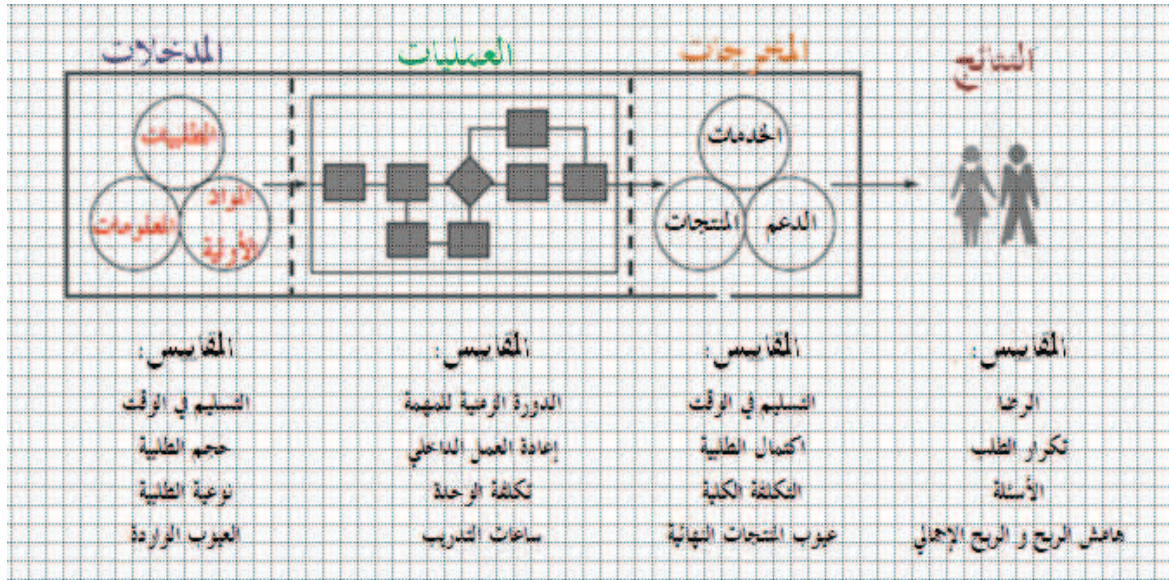 المدخلات
العمليات
المخرجات
النتائج
الطلبيات
المعلومات
المواد
الأولية
الخدمات
المنتجات
الدعم
المقاييس:
التسليم في الوقت
حجم الطلبية
نوعية الطلبية
العيوب الواردة
المقاييس:
الدورة الزمنية للمهمة
إعادة العمل الداخلي
تكلفة الوحدة
ساعات التدريب
المقاييس:
التسليم في الوقت
اكتمال الطلبية
التكلفة الكلية
عيوب المنتجات النهائية
المقاييس:
الرضا
تكرار الطلب
الأسئلة
هامش الربح و الربح الإجمالي